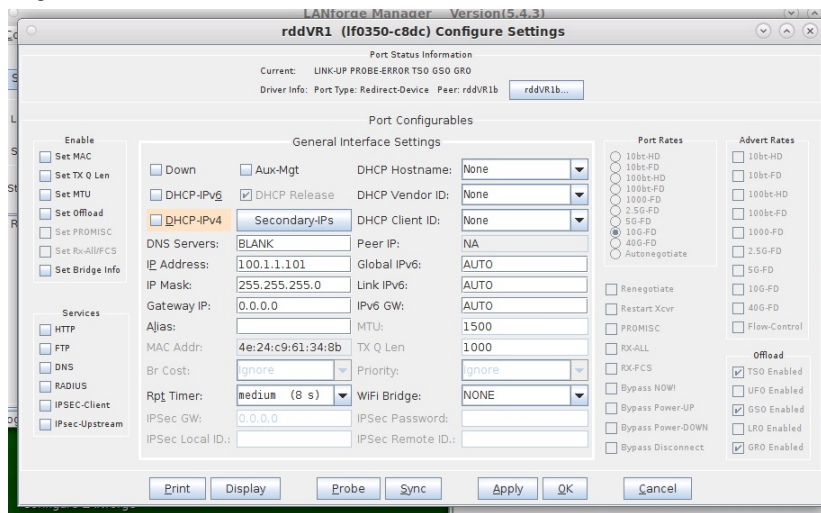 LANforge Manager Version(5.4.3)
rddVR1 (lf0350-c8dc) Configure Settings
Port Status Information
Current: LINK-UP PROBE-ERROR TSO GSO GRO
Driver Info: Port Type: Redirect-Device Peer: rddVR1b rddVR1b...
Port Configurables
Enable
Set MAC
Set TX Q Len
Set MTU
Set Offload
Set PROMISC
Set Rx-All/FCS
Set Bridge Info
Services
HTTP
FTP
DNS
RADIUS
IPSEC-Client
IPsec-Upstream
General Interface Settings
Down Aux-Mgt DHCP Hostname: None
DHCP-IPv6 DHCP Release DHCP Vendor ID: None
DHCP-IPv4 Secondary-IPs DHCP Client ID: None
DNS Servers: BLANK Peer IP: NA
IP Address: 100.1.1.101 Global IPv6: AUTO
IP Mask: 255.255.255.0 Link IPv6: AUTO
Gateway IP: 0.0.0.0 IPv6 GW: AUTO
Alias: MTU: 1500
MAC Addr: 4e:24:c9:61:34:8b TX Q Len 1000
Br Cost: Ignore Priority: Ignore
Rpt Timer: medium (8 s) WiFi Bridge: NONE
IPSec GW: 0.0.0.0 IPSec Password:
IPSec Local ID.: IPSec Remote ID.:
Port Rates
10bt-HD
10bt-FD
100bt-HD
100bt-FD
1000-FD
2.5G-FD
5G-FD
10G-FD
40G-FD
Autonegotiate
Renegotiate
Restart Xcvr
PROMISC
RX-ALL
RX-FCS
Bypass NOW!
Bypass Power-UP
Bypass Power-DOWN
Bypass Disconnect
Advert Rates
10bt-HD
10bt-FD
100bt-HD
100bt-FD
1000-FD
2.5G-FD
5G-FD
10G-FD
40G-FD
Flow-Control
Offload
TSO Enabled
UFO Enabled
GSO Enabled
LRO Enabled
GRO Enabled
Print Display Probe Sync Apply OK Cancel